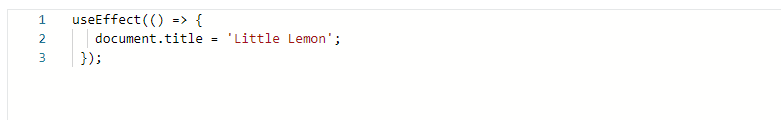 1 useEffect(() => {
2 document.title = 'Little Lemon';
3 });